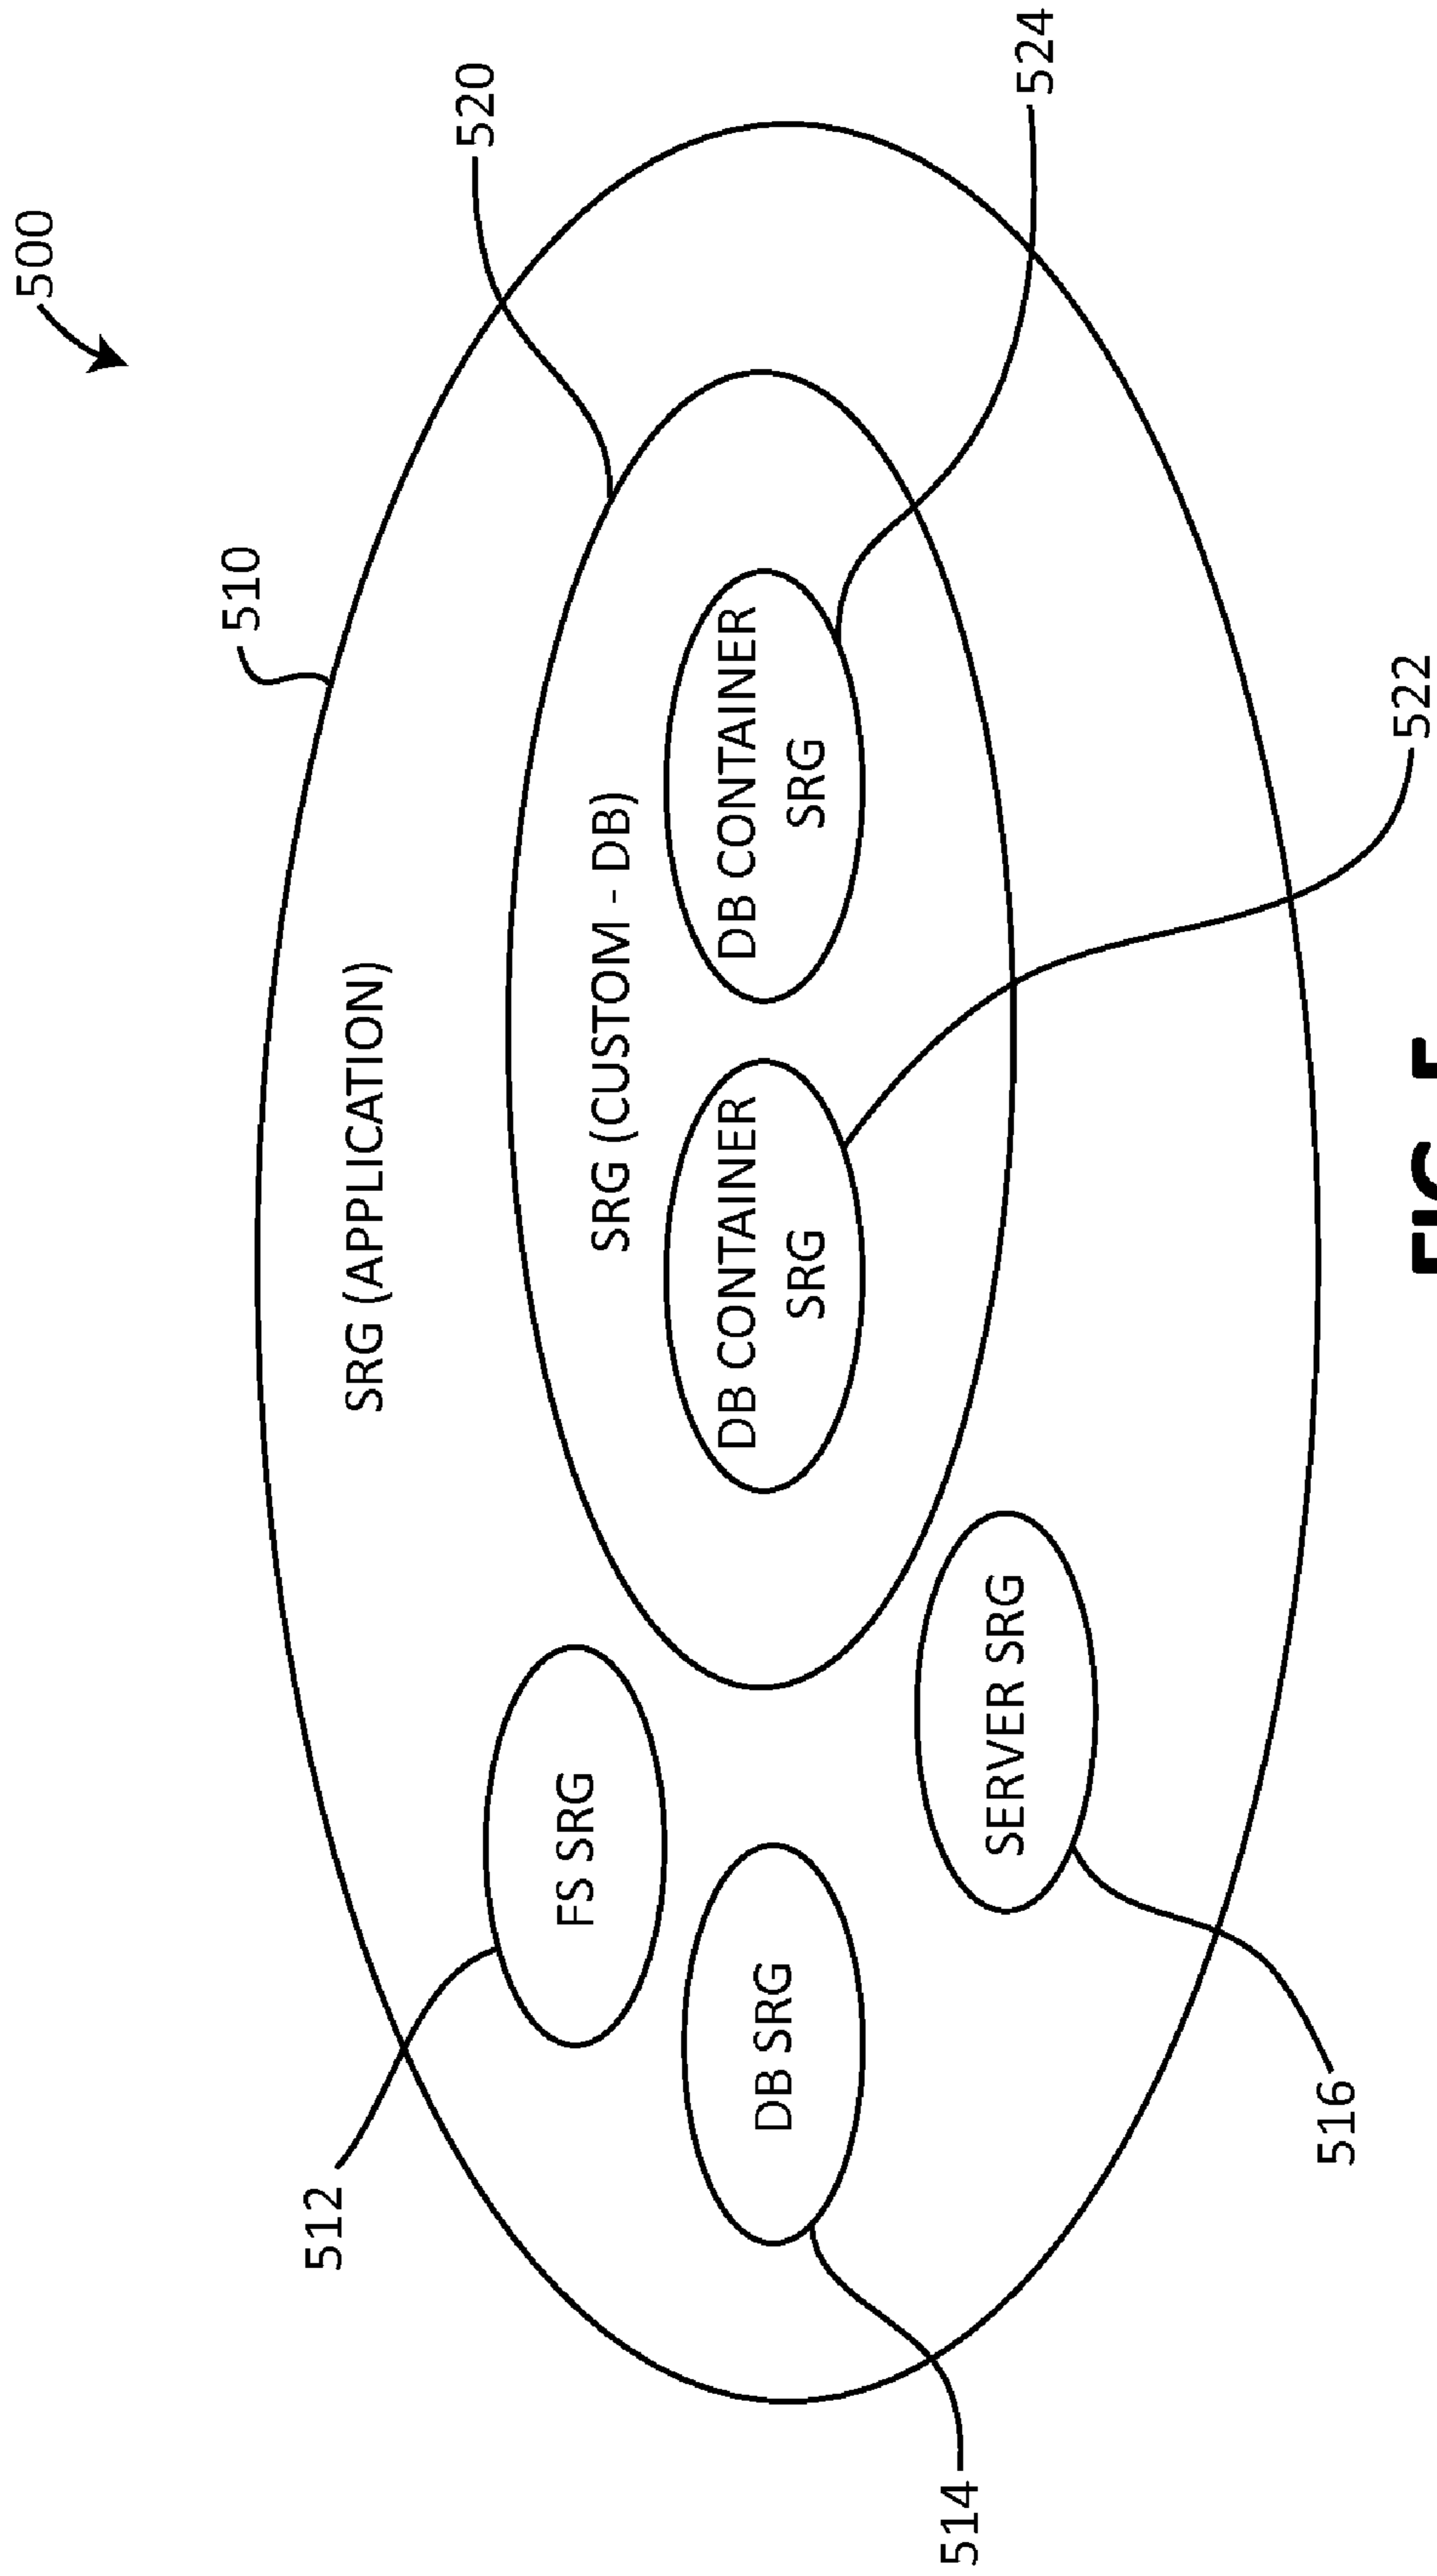 500
510
512
SRG (APPLICATION)
520
FS SRG
SRG (CUSTOM - DB)
DB CONTAINER
SRG
DB CONTAINER
SRG
DB SRG
514
SERVER SRG
524
516
522